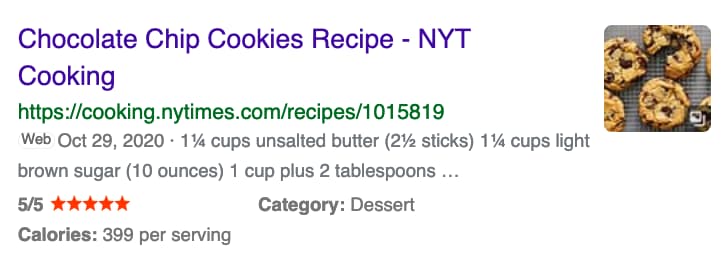 Chocolate Chip Cookies Recipe - NYT
Cooking
https://cooking.nytimes.com/recipes/1015819
Web Oct 29, 2020 · 1¼ cups unsalted butter (2½ sticks) 1¼ cups light
brown sugar (10 ounces) 1 cup plus 2 tablespoons …
5/5 ★★★★★ Category: Dessert
Calories: 399 per serving